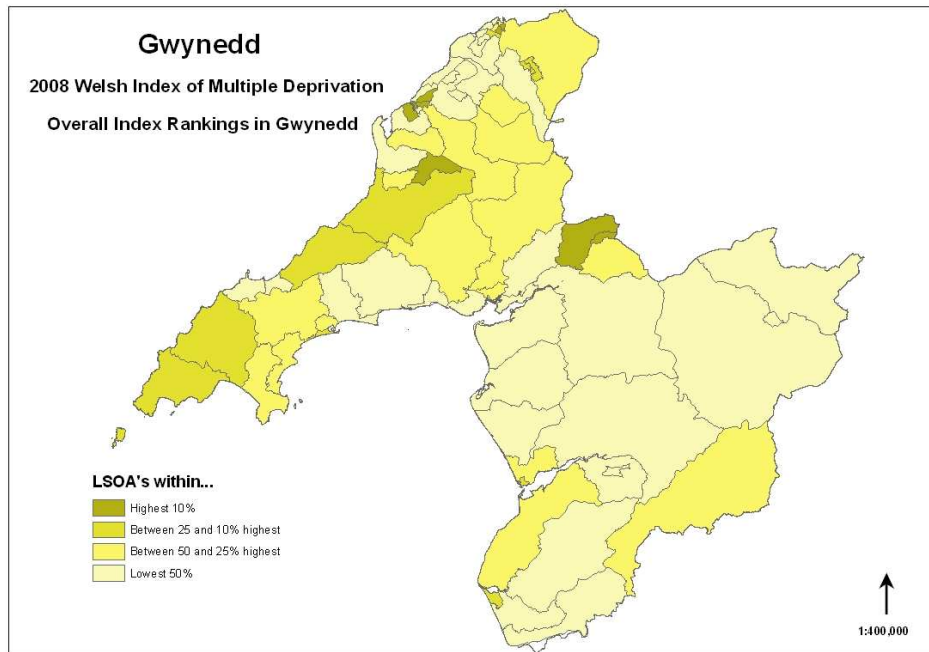 Gwynedd
2008 Welsh Index of Multiple Deprivation
Overall Index Rankings in Gwynedd
LSOA's within...
Highest 10%
Between 25 and 10% highest
Between 50 and 25% highest
Lowest 50%
1:400,000